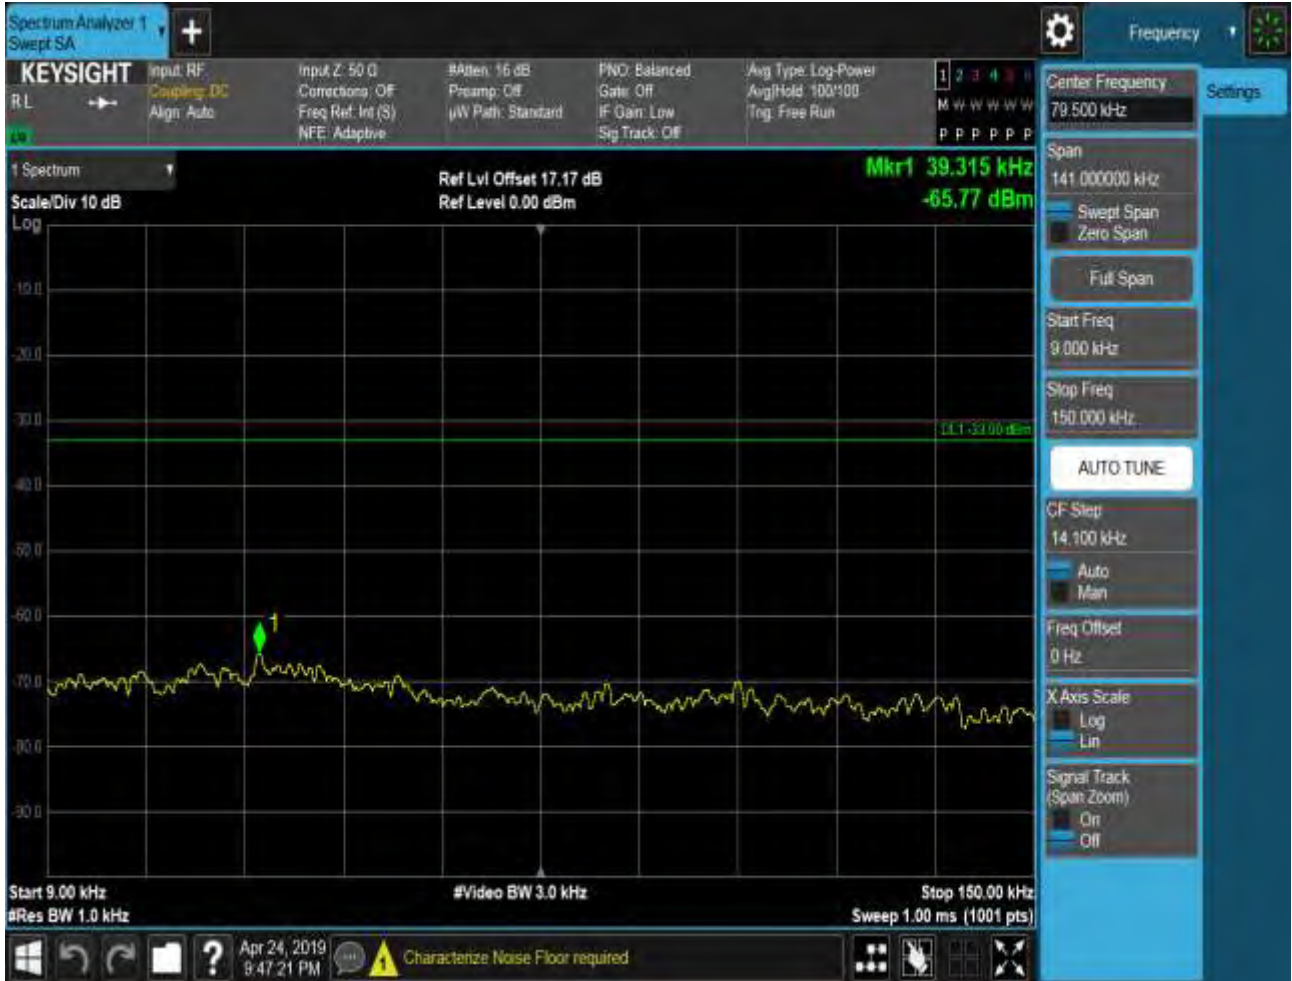 Spectrum Analyzer 1
Swept SA
Frequency
KEYSIGHT
RL
Input: RF
Coupling: DC
Align: Auto
Input Z: 50 Ω
Corrections: Off
Freq Ref: Int (S)
NFE: Adaptive
#Atten: 16 dB
Preamp: Off
µW Path: Standard
PNO: Balanced
Gate: Off
IF Gain: Low
Sig Track: Off
Avg Type: Log-Power
Avg|Hold: 100/100
Trig: Free Run
1 2 3 4 5 6
M W W W W W
P P P P P P
1 Spectrum
Scale/Div 10 dB
Log
Ref Lvl Offset 17.17 dB
Ref Level 0.00 dBm
Mkr1 39.315 kHz
-65.77 dBm
-10.0
-20.0
-30.0
DL1 -33.00 dBm
-40.0
-50.0
-60.0
1
-70.0
-80.0
-90.0
Start 9.00 kHz
#Res BW 1.0 kHz
#Video BW 3.0 kHz
Stop 150.00 kHz
Sweep 1.00 ms (1001 pts)
Center Frequency
79.500 kHz
Settings
Span
141.000000 kHz
Swept Span
Zero Span
Full Span
Start Freq
9.000 kHz
Stop Freq
150.000 kHz
AUTO TUNE
CF Step
14.100 kHz
Auto
Man
Freq Offset
0 Hz
X Axis Scale
Log
Lin
Signal Track
(Span Zoom)
On
Off
?
Apr 24, 2019
9:47:21 PM
1
Characterize Noise Floor required